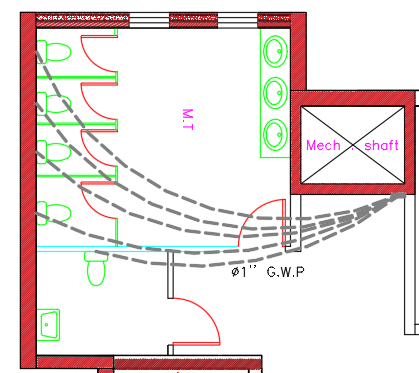 M.T
Mech . shaft
ø1'' G.W.P